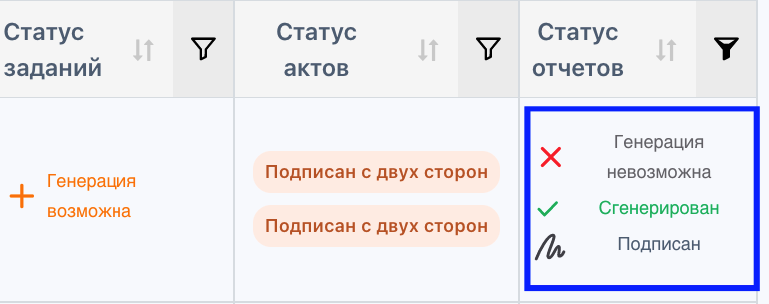 Статус
заданий
Статус
актов
Статус
отчетов
Генерация
возможна
Подписан с двух сторон
Подписан с двух сторон
Генерация
невозможна
Сгенерирован
Подписан